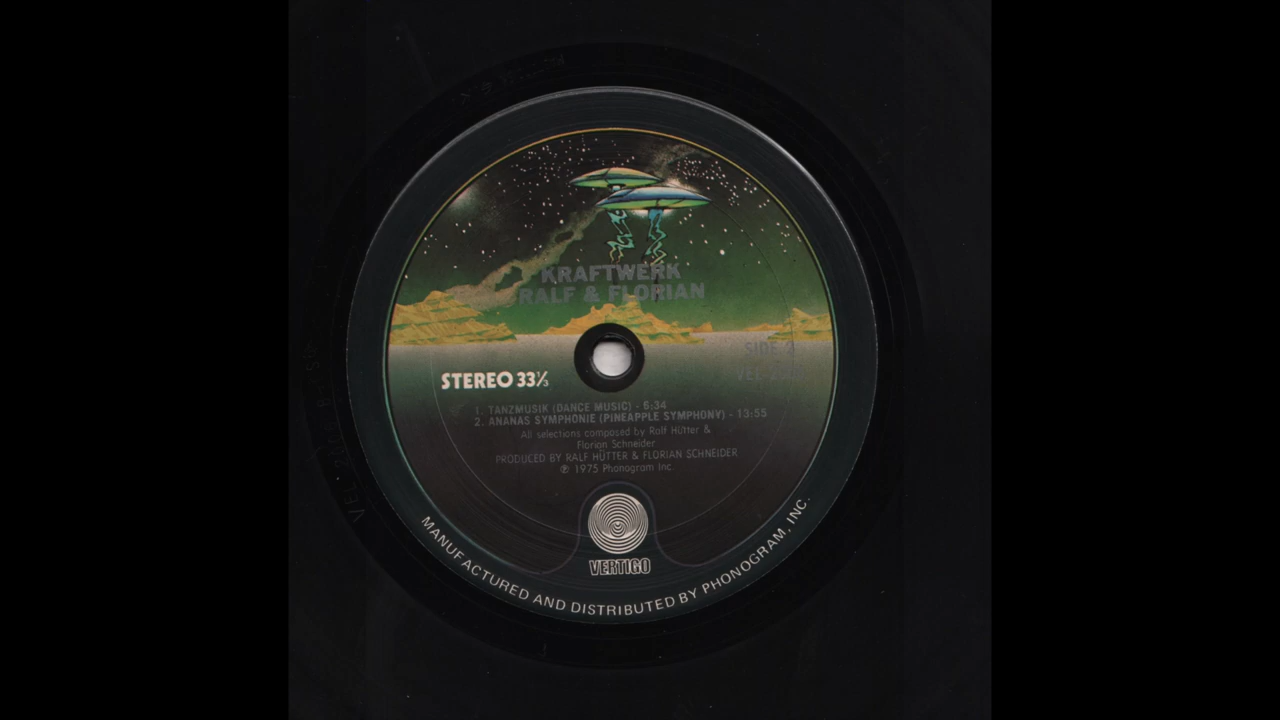 KRAFTWERK
RALF & FLORIAN
SIDE 2
STEREO 33⅓
1. TANZMUSIK (DANCE MUSIC) - 6:34
2. ANANAS SYMPHONIE (PINEAPPLE SYMPHONY) - 13:55
All selections composed by Ralf Hütter &
Florian Schneider
PRODUCED BY RALF HÜTTER & FLORIAN SCHNEIDER
℗ 1975 Phonogram Inc.
VERTIGO
MANUFACTURED AND DISTRIBUTED BY PHONOGRAM, INC.